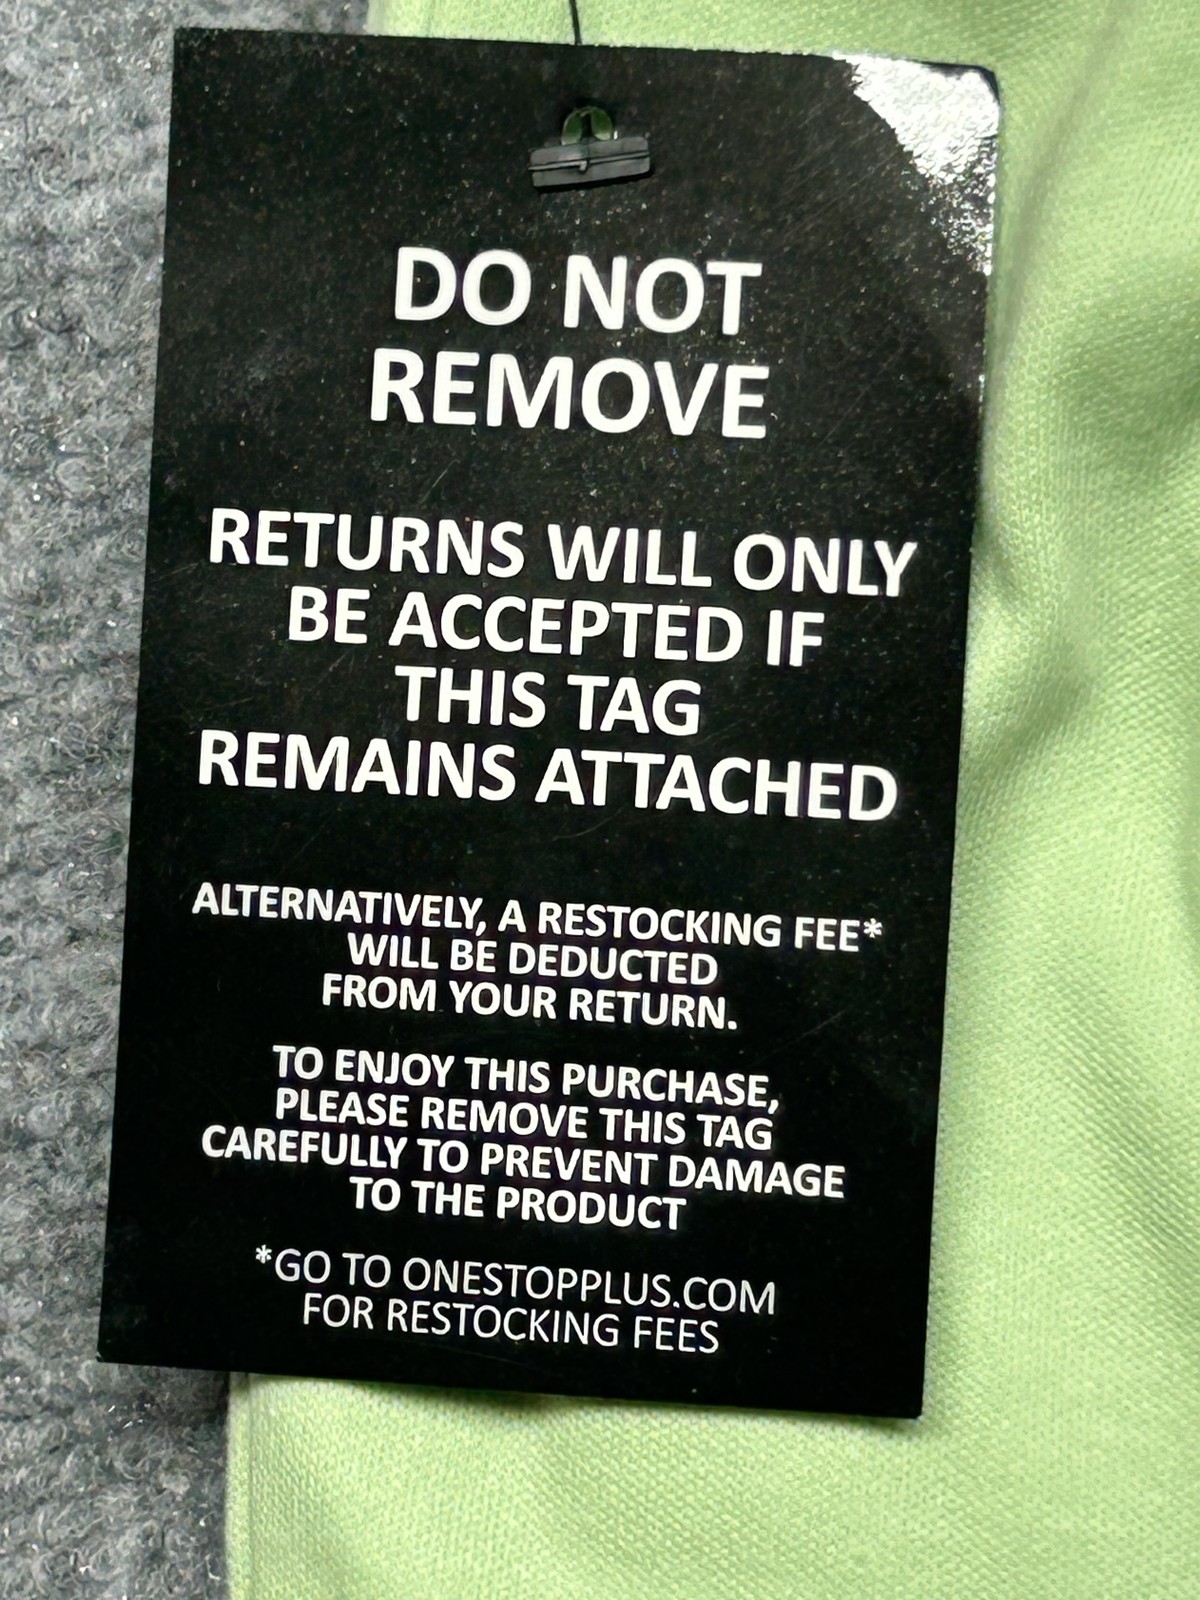 DO NOT
REMOVE
RETURNS WILL ONLY
BE ACCEPTED IF
THIS TAG
REMAINS ATTACHED
ALTERNATIVELY, A RESTOCKING FEE*
WILL BE DEDUCTED
FROM YOUR RETURN.
TO ENJOY THIS PURCHASE,
PLEASE REMOVE THIS TAG
CAREFULLY TO PREVENT DAMAGE
TO THE PRODUCT
*GO TO ONESTOPPLUS.COM
FOR RESTOCKING FEES